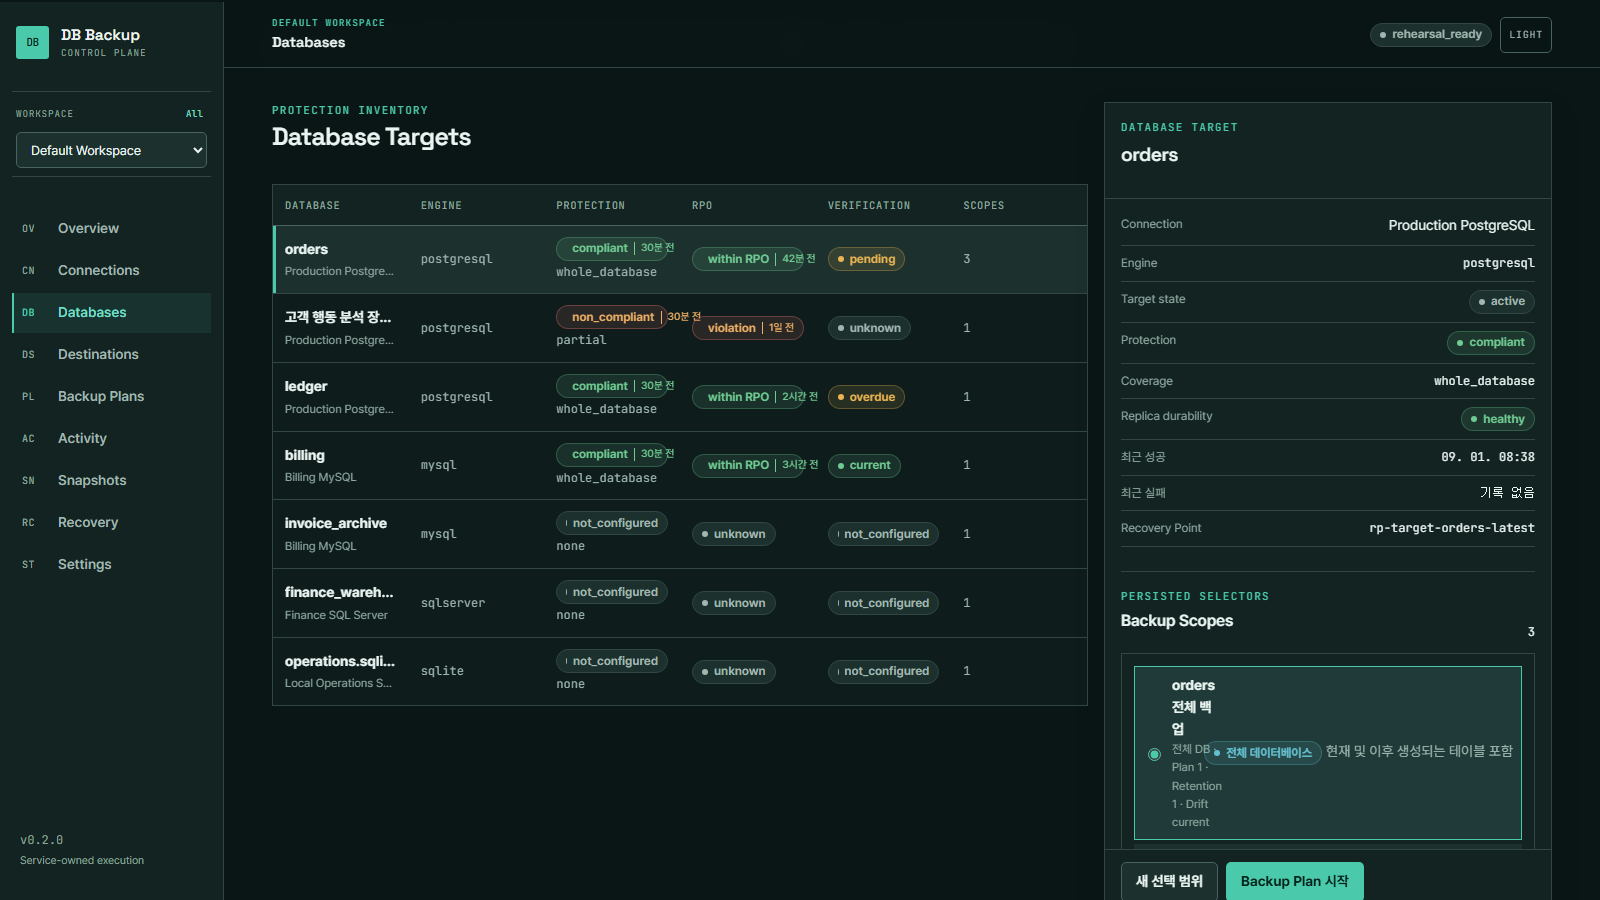 DB
DB Backup
CONTROL PLANE
WORKSPACE
All
Default Workspace
OV
Overview
CN
Connections
DB
Databases
DS
Destinations
PL
Backup Plans
AC
Activity
SN
Snapshots
RC
Recovery
ST
Settings
v0.2.0
Service-owned execution
DEFAULT WORKSPACE
Databases
rehearsal_ready
LIGHT
PROTECTION INVENTORY
Database Targets
DATABASE ENGINE PROTECTION RPO VERIFICATION SCOPES
orders
Production Postgre...
postgresql
compliant | 30분 전
whole_database
within RPO | 42분 전
pending
3
고객 행동 분석 장...
Production Postgre...
postgresql
non_compliant | 30분 전
partial
violation | 1일 전
unknown
1
ledger
Production Postgre...
postgresql
compliant | 30분 전
whole_database
within RPO | 2시간 전
overdue
1
billing
Billing MySQL
mysql
compliant | 30분 전
whole_database
within RPO | 3시간 전
current
1
invoice_archive
Billing MySQL
mysql
not_configured
none
unknown
not_configured
1
finance_wareh...
Finance SQL Server
sqlserver
not_configured
none
unknown
not_configured
1
operations.sqli...
Local Operations S...
sqlite
not_configured
none
unknown
not_configured
1
DATABASE TARGET
orders
Connection Production PostgreSQL
Engine postgresql
Target state active
Protection compliant
Coverage whole_database
Replica durability healthy
최근 성공 09. 01. 08:38
최근 실패 기록 없음
Recovery Point rp-target-orders-latest
PERSISTED SELECTORS
Backup Scopes
3
orders
전체 백
업
전체 DB ·
Plan 1 ·
Retention
1 · Drift
current
전체 데이터베이스
현재 및 이후 생성되는 테이블 포함
새 선택 범위
Backup Plan 시작